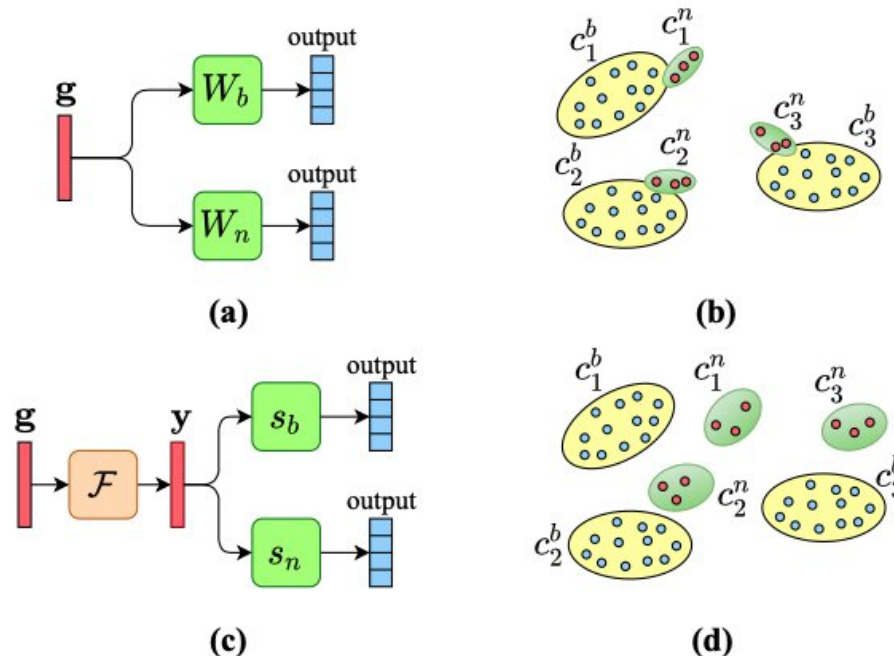 output
g
W_b
output
W_n
(a)
c_1^b c_1^n
c_2^b c_2^n
c_3^n c_3^b
(b)
output
g F y s_b
output
s_n
(c)
c_1^b c_1^n c_3^n
c_2^n
c_2^b
(d)